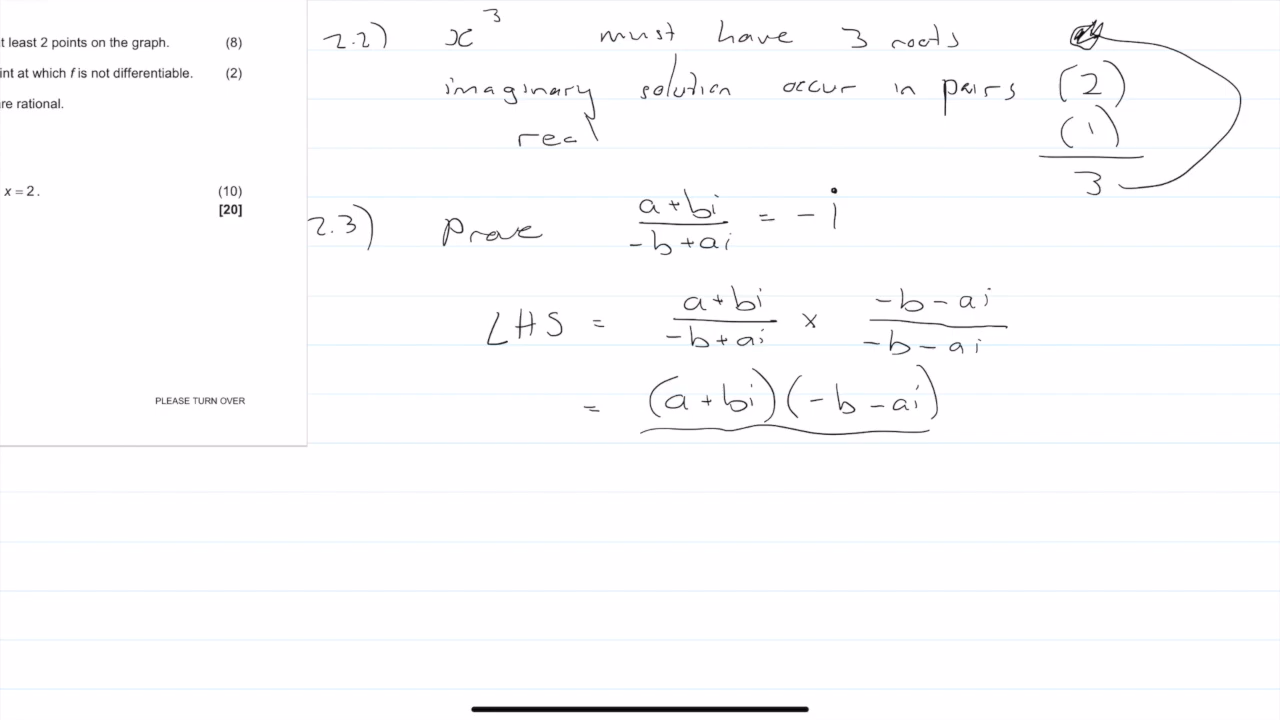 t least 2 points on the graph. (8)
int at which f is not differentiable. (2)
re rational.
x = 2. (10)
[20]
PLEASE TURN OVER
2.2) x³ must have 3 roots
imaginary solution occur in pairs (2)
real (1)
3
2.3) Prove (a + bi)/(-b + ai) = -i
LHS = (a + bi)/(-b + ai) × (-b - ai)/(-b - ai)
= (a + bi)(-b - ai)